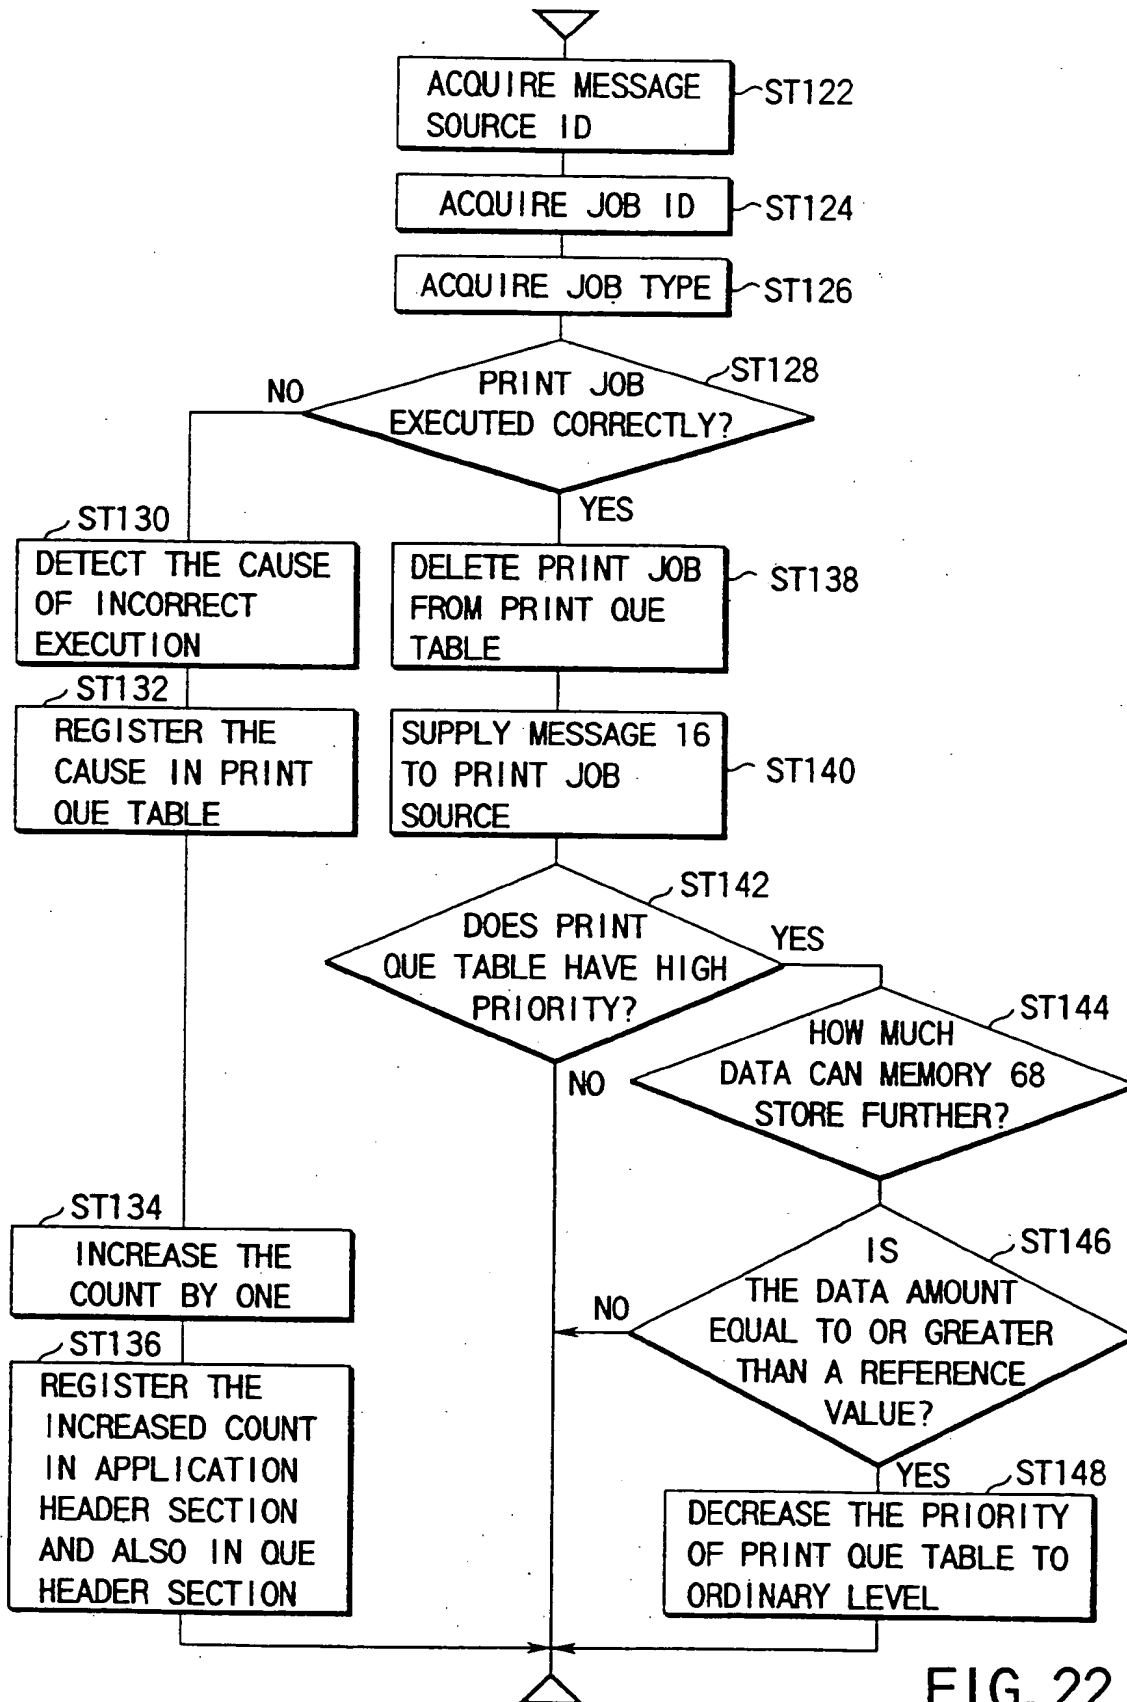 ACQUIRE MESSAGE
SOURCE ID
ST122
ACQUIRE JOB ID
ST124
ACQUIRE JOB TYPE
ST126
ST128
PRINT JOB
EXECUTED CORRECTLY?
NO
YES
ST130
DETECT THE CAUSE
OF INCORRECT
EXECUTION
ST132
REGISTER THE
CAUSE IN PRINT
QUE TABLE
ST134
INCREASE THE
COUNT BY ONE
ST136
REGISTER THE
INCREASED COUNT
IN APPLICATION
HEADER SECTION
AND ALSO IN QUE
HEADER SECTION
DELETE PRINT JOB
FROM PRINT QUE
TABLE
ST138
SUPPLY MESSAGE 16
TO PRINT JOB
SOURCE
ST140
ST142
DOES PRINT
QUE TABLE HAVE HIGH
PRIORITY?
YES
NO
ST144
HOW MUCH
DATA CAN MEMORY 68
STORE FURTHER?
ST146
IS
THE DATA AMOUNT
EQUAL TO OR GREATER
THAN A REFERENCE
VALUE?
NO
YES
ST148
DECREASE THE PRIORITY
OF PRINT QUE TABLE TO
ORDINARY LEVEL
FIG. 22